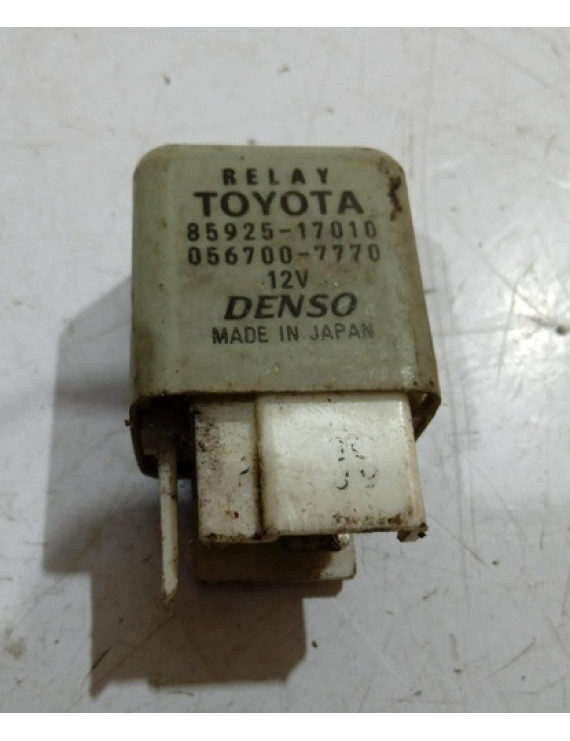 RELAY
TOYOTA
85925-17010
056700-7770
12V
DENSO
MADE IN JAPAN